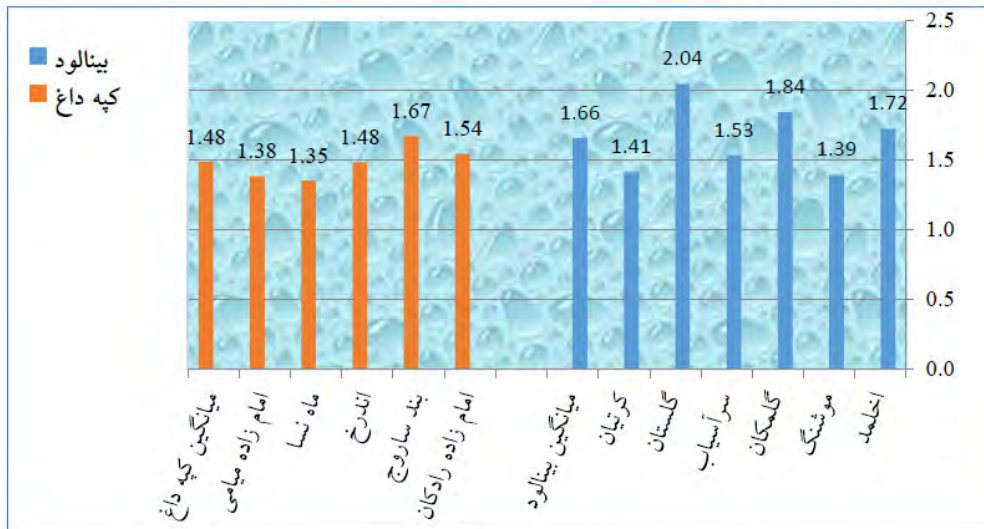 بینالود
کپه داغ
2.5
2.0
1.5
1.0
0.5
0.0
1.72
1.39
1.84
1.53
2.04
1.41
1.66
1.54
1.67
1.48
1.35
1.38
1.48
اخلمد
موشنگ
گلمکان
سرآسیاب
گلستان
کرتیان
میانگین بینالود
امام زاده رادکان
بند ساروج
اندرخ
ماه نسا
امام زاده میامی
میانگین کپه داغ